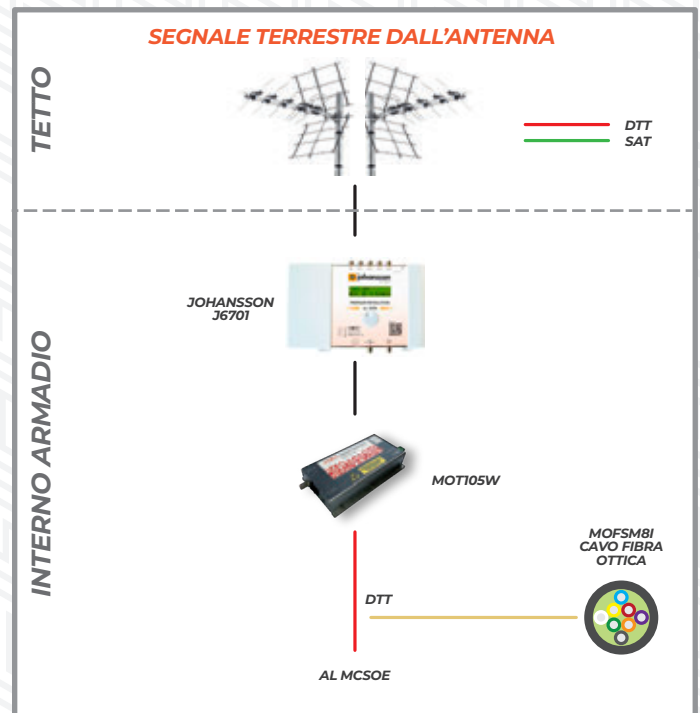 SEGNALE TERRESTRE DALL'ANTENNA
TETTO
DTT
SAT
INTERNO ARMADIO
JOHANSSON
J6701
johansson
MOT105W
MOFSM8I
CAVO FIBRA
OTTICA
DTT
AL MCSOE